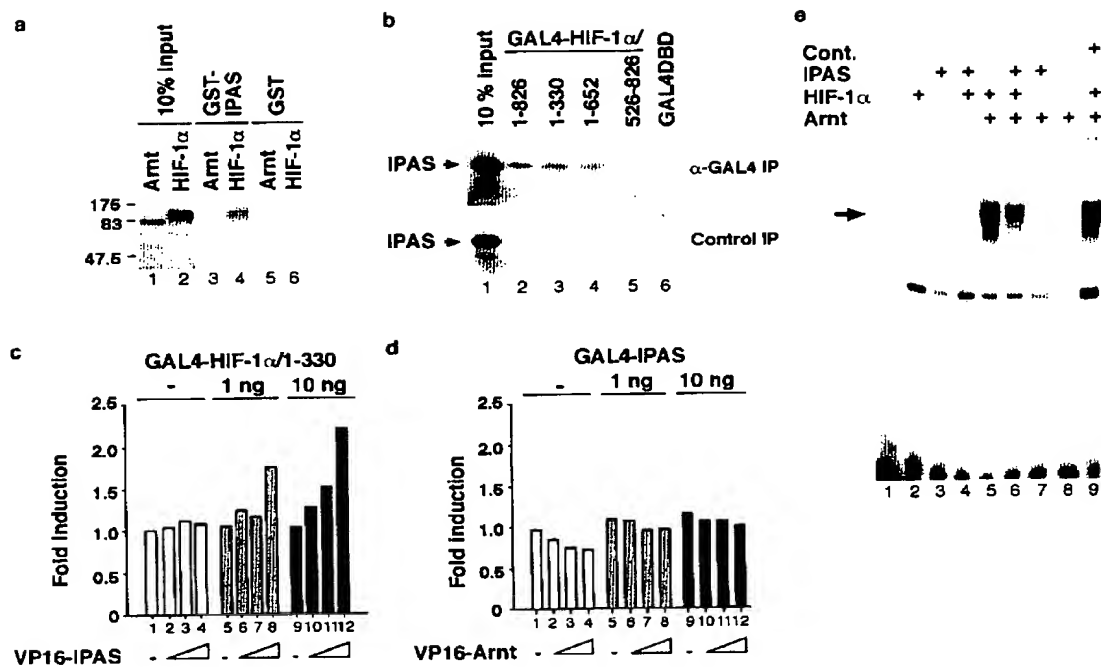 a
10% input
GST-IPAS
GST
Arnt
HIF-1α
Arnt
HIF-1α
Arnt
HIF-1α
175
83
47.5
1 2 3 4 5 6
b
GAL4-HIF-1α/
10 % input
1-826
1-330
1-652
526-826
GAL4DBD
IPAS
α-GAL4 IP
IPAS
Control IP
1 2 3 4 5 6
e
Cont. +
IPAS + + + +
HIF-1α + + + + +
Arnt + + + + +
1 2 3 4 5 6 7 8 9
c
GAL4-HIF-1α/1-330
- 1 ng 10 ng
Fold Induction
2.5
2.0
1.5
1.0
0.5
0
1 2 3 4 5 6 7 8 9 10 11 12
VP16-IPAS - - -
d
GAL4-IPAS
- 1 ng 10 ng
Fold Induction
2.5
2.0
1.5
1.0
0.5
0
1 2 3 4 5 6 7 8 9 10 11 12
VP16-Arnt - - -